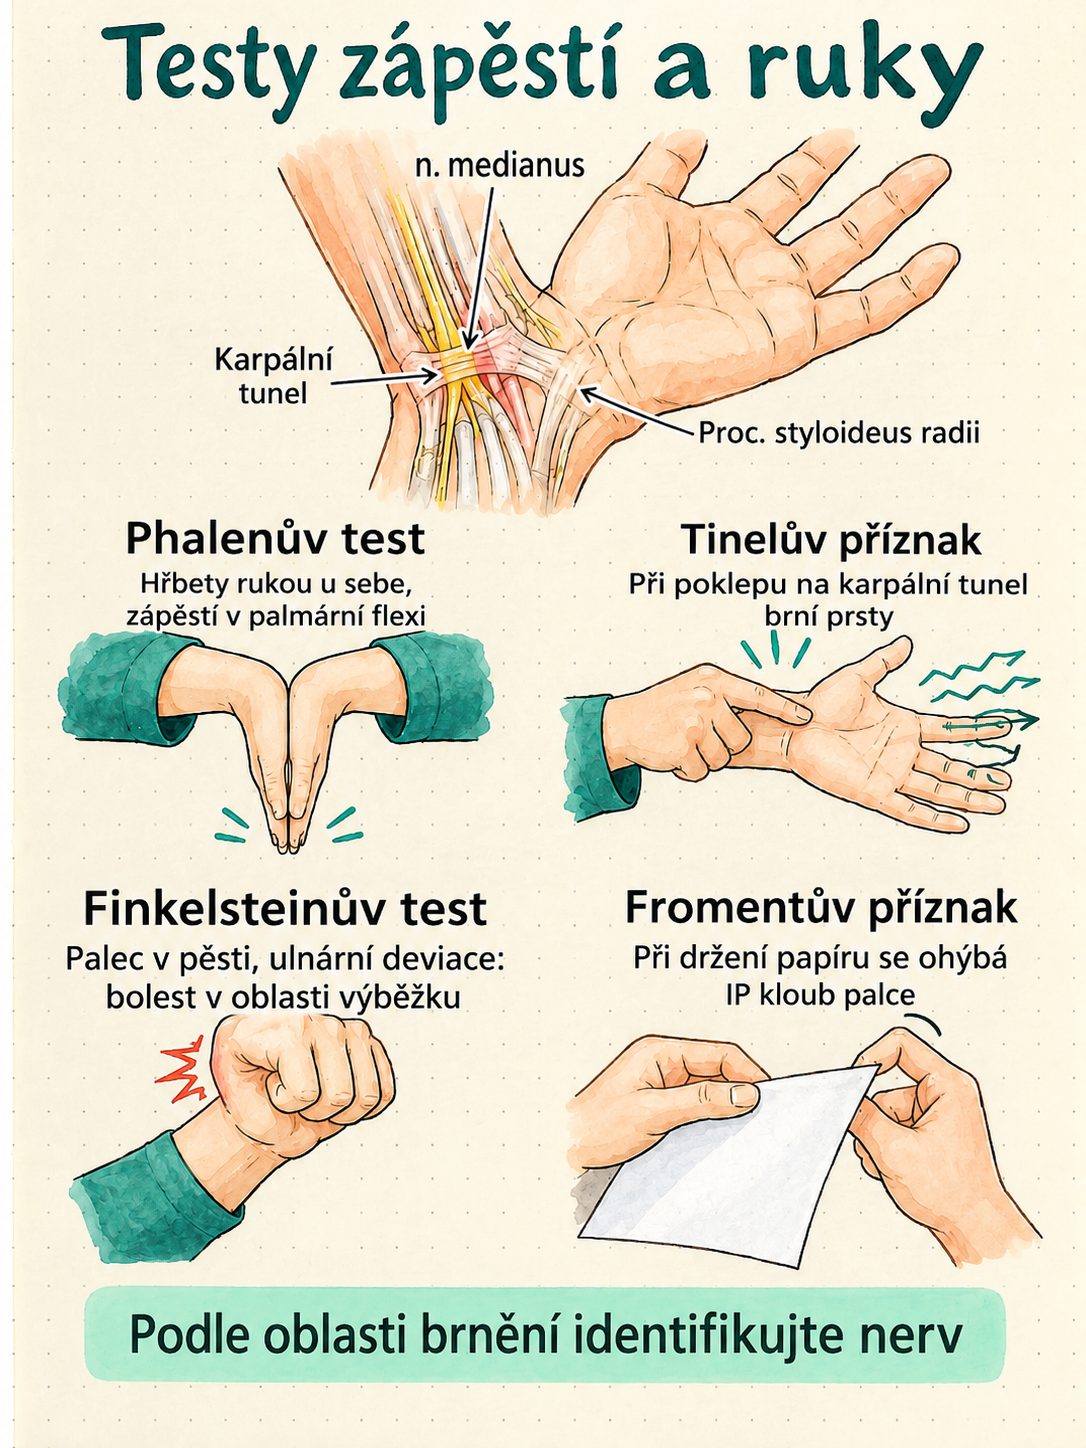 Testy zápěstí a ruky
n. medianus
Karpální
tunel
Proc. styloideus radii
Phalenův test
Hřbety rukou u sebe,
zápěstí v palmární flexi
Tinelův příznak
Při poklepu na karpální tunel
brní prsty
Finkelsteinův test
Palec v pěsti, ulnární deviace:
bolest v oblasti výběžku
Fromentův příznak
Při držení papíru se ohýbá
IP kloub palce
Podle oblasti brnění identifikujte nerv